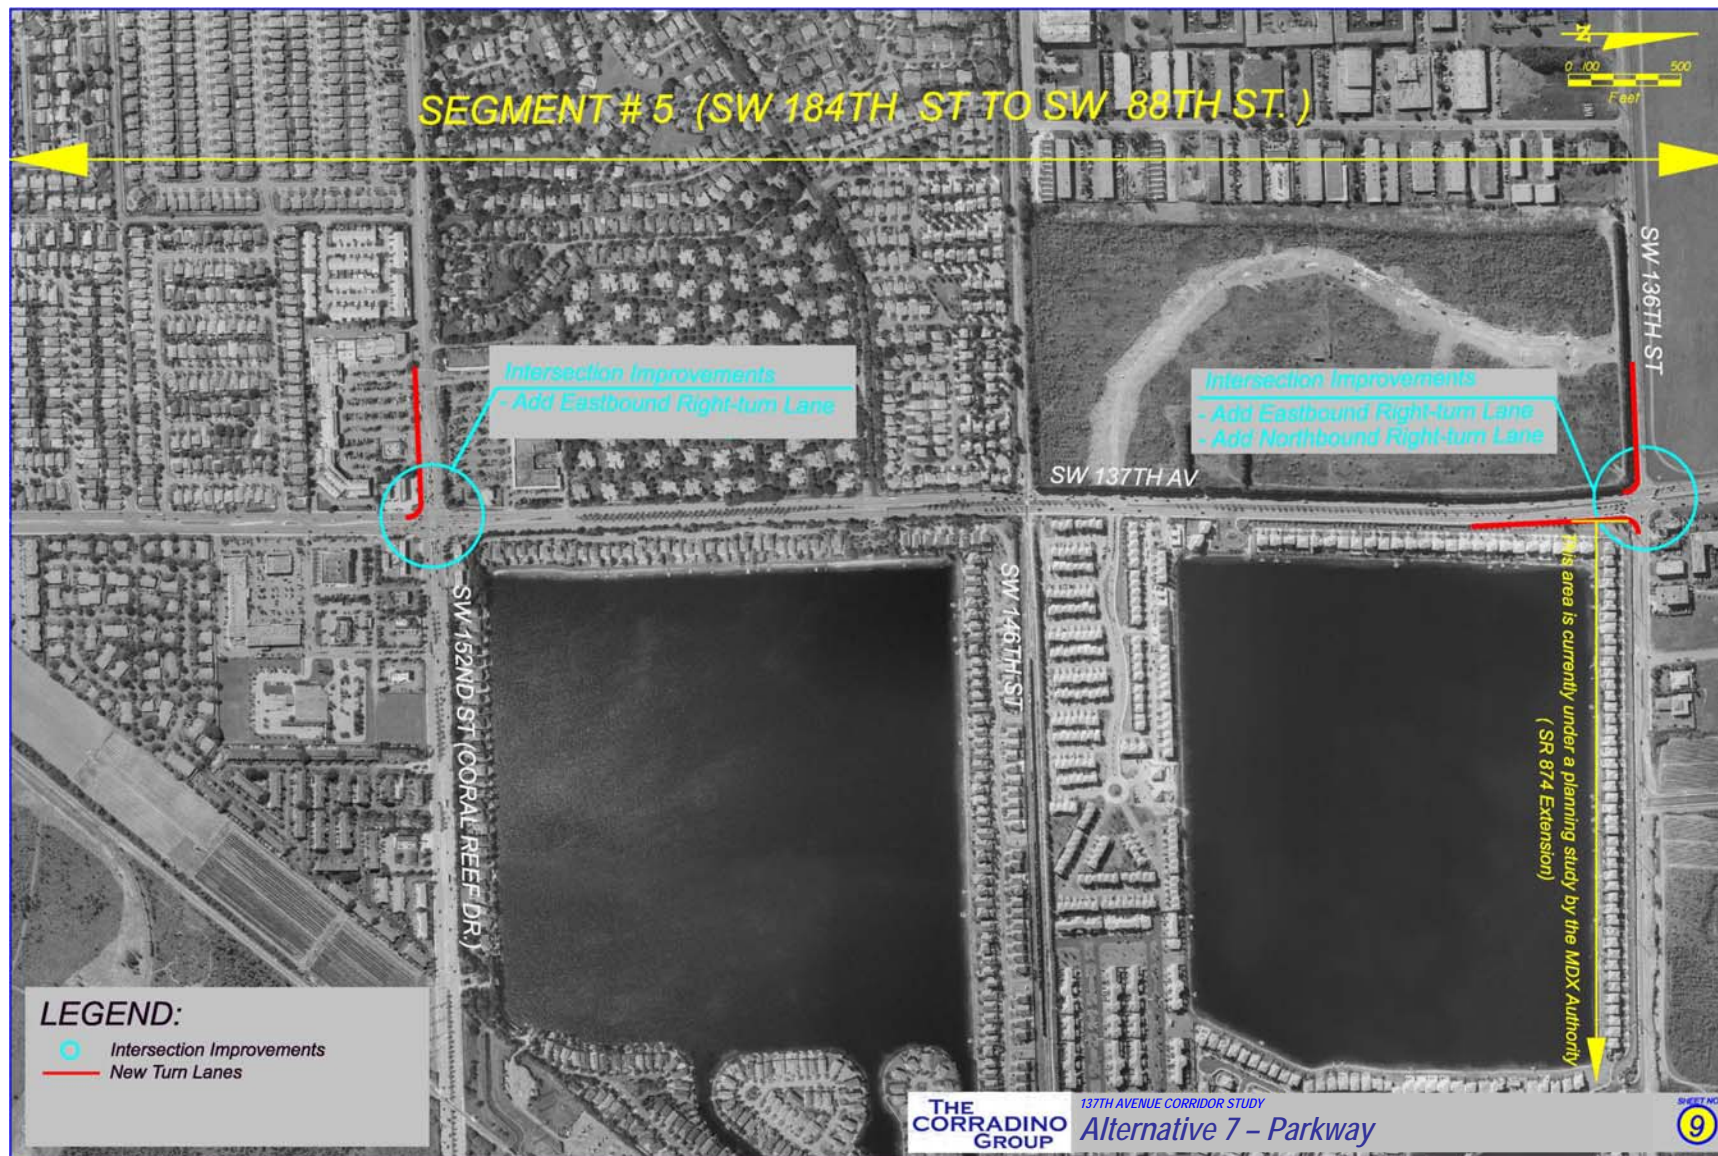 N
0 100 500
Feet
SEGMENT # 5 (SW 184TH ST TO SW 88TH ST. )
SW 136TH ST
Intersection Improvements
- Add Eastbound Right-turn Lane
Intersection Improvements
- Add Eastbound Right-turn Lane
- Add Northbound Right-turn Lane
SW 137TH AV
SW 152ND ST (CORAL REEF DR.)
SW 146TH ST
This area is currently under a planning study by the MDX Authority
( SR 874 Extension)
LEGEND:
Intersection Improvements
New Turn Lanes
THE
CORRADINO
GROUP
137TH AVENUE CORRIDOR STUDY
Alternative 7 – Parkway
SHEET NO
9